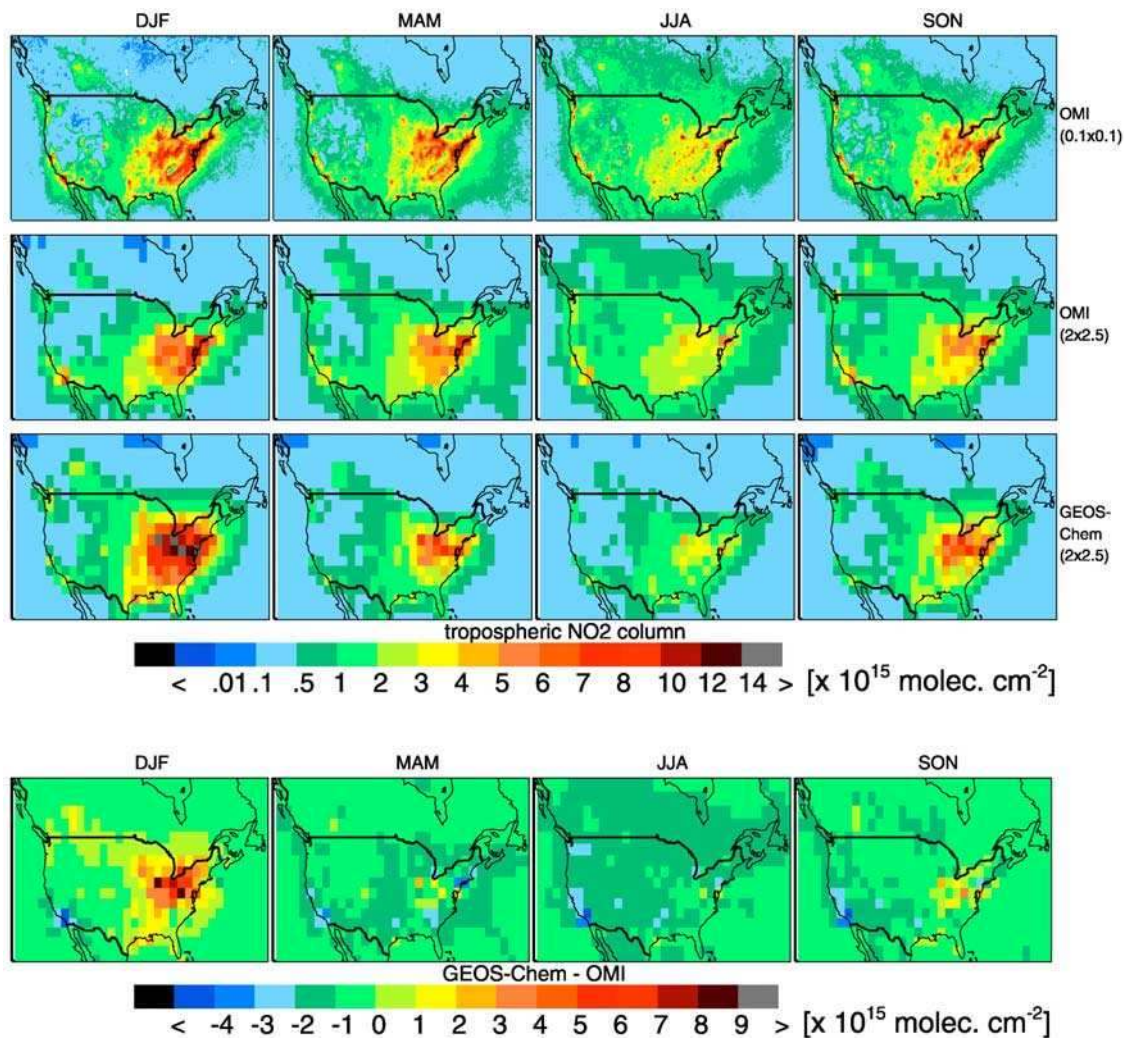 DJF MAM JJA SON
OMI
(0.1x0.1)
OMI
(2x2.5)
GEOS-
Chem
(2x2.5)
tropospheric NO2 column
< .01 .1 .5 1 2 3 4 5 6 7 8 10 12 14 > [x 10¹⁵ molec. cm⁻²]
DJF MAM JJA SON
GEOS-Chem - OMI
< -4 -3 -2 -1 0 1 2 3 4 5 6 7 8 9 > [x 10¹⁵ molec. cm⁻²]